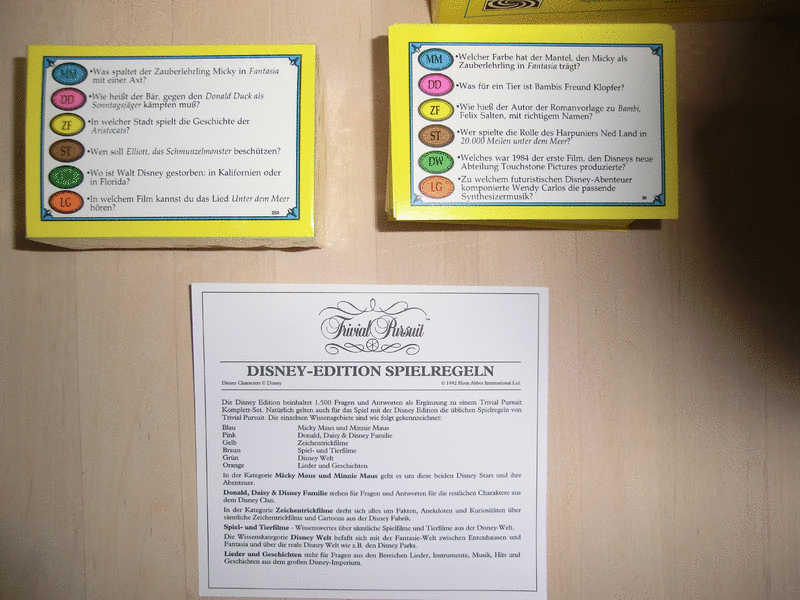 MM •Was spaltet der Zauberlehrling Micky in Fantasia
mit einer Axt?
DD •Wie heißt der Bär, gegen den Donald Duck als
Sonntagsjäger kämpfen muß?
ZF •In welcher Stadt spielt die Geschichte der
Aristocats?
ST •Wen soll Elliott, das Schmunzelmonster beschützen?
•Wo ist Walt Disney gestorben: in Kalifornien oder
in Florida?
LG •In welchem Film kannst du das Lied Unter dem Meer
hören?
250
MM •Welcher Farbe hat der Mantel, den Micky als
Zauberlehrling in Fantasia trägt?
DD •Was für ein Tier ist Bambis Freund Klopfer?
ZF •Wie hieß der Autor der Romanvorlage zu Bambi,
Felix Salten, mit richtigem Namen?
ST •Wer spielte die Rolle des Harpuniers Ned Land in
20.000 Meilen unter dem Meer?
DW •Welches war 1984 der erste Film, den Disneys neue
Abteilung Touchstone Pictures produzierte?
LG •Zu welchem futuristischen Disney-Abenteuer
komponierte Wendy Carlos die passende
Synthesizermusik?
Trivial Pursuit
DISNEY-EDITION SPIELREGELN
Disney Characters © Disney © 1992 Horn Abbot International Ltd.
Die Disney Edition beinhaltet 1.500 Fragen und Antworten als Ergänzung zu einem Trivial Pursuit
Komplett-Set. Natürlich gelten auch für das Spiel mit der Disney Edition die üblichen Spielregeln von
Trivial Pursuit. Die einzelnen Wissensgebiete sind wie folgt gekennzeichnet:
Blau Micky Maus und Minnie Maus
Pink Donald, Daisy & Disney Familie
Gelb Zeichentrickfilme
Braun Spiel- und Tierfilme
Grün Disney Welt
Orange Lieder und Geschichten
In der Kategorie Micky Maus und Minnie Maus geht es um diese beiden Disney Stars und ihre
Abenteuer.
Donald, Daisy & Disney Familie stehen für Fragen und Antworten für die restlichen Charaktere aus
dem Disney Clan.
In der Kategorie Zeichentrickfilme dreht sich alles um Fakten, Anekdoten und Kuriositäten über
sämtliche Zeichentrickfilme und Cartoons aus der Disney Fabrik.
Spiel- und Tierfilme - Wissenswertes über sämtliche Spielfilme und Tierfilme aus der Disney-Welt.
Die Wissenskategorie Disney Welt befaßt sich mit der Fantasie-Welt zwischen Entenhausen und
Fantasia und über die reale Disney Welt wie z.B. den Disney Parks.
Lieder und Geschichten steht für Fragen aus den Bereichen Lieder, Instrumente, Musik, Hits und
Geschichten aus dem großen Disney-Imperium.